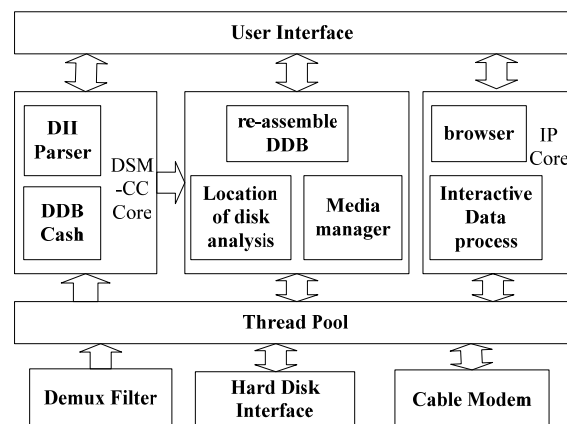 User Interface
DII
Parser
DSM
-CC
Core
DDB
Cash
re-assemble
DDB
Location
of disk
analysis
Media
manager
browser
IP
Core
Interactive
Data
process
Thread Pool
Demux Filter
Hard Disk
Interface
Cable Modem